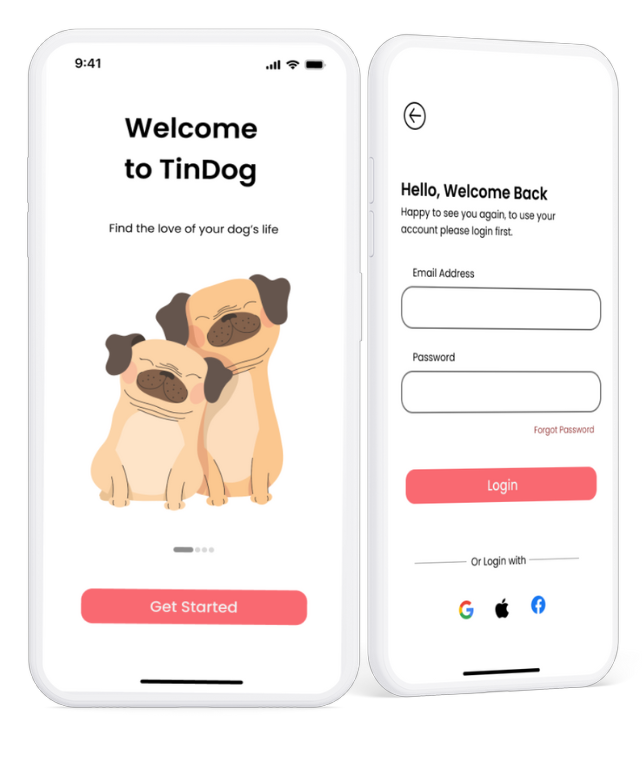 9:41
Welcome
to TinDog
Find the love of your dog's life
Get Started
Hello, Welcome Back
Happy to see you again, to use your
account please login first.
Email Address
Password
Forgot Password
Login
Or Login with